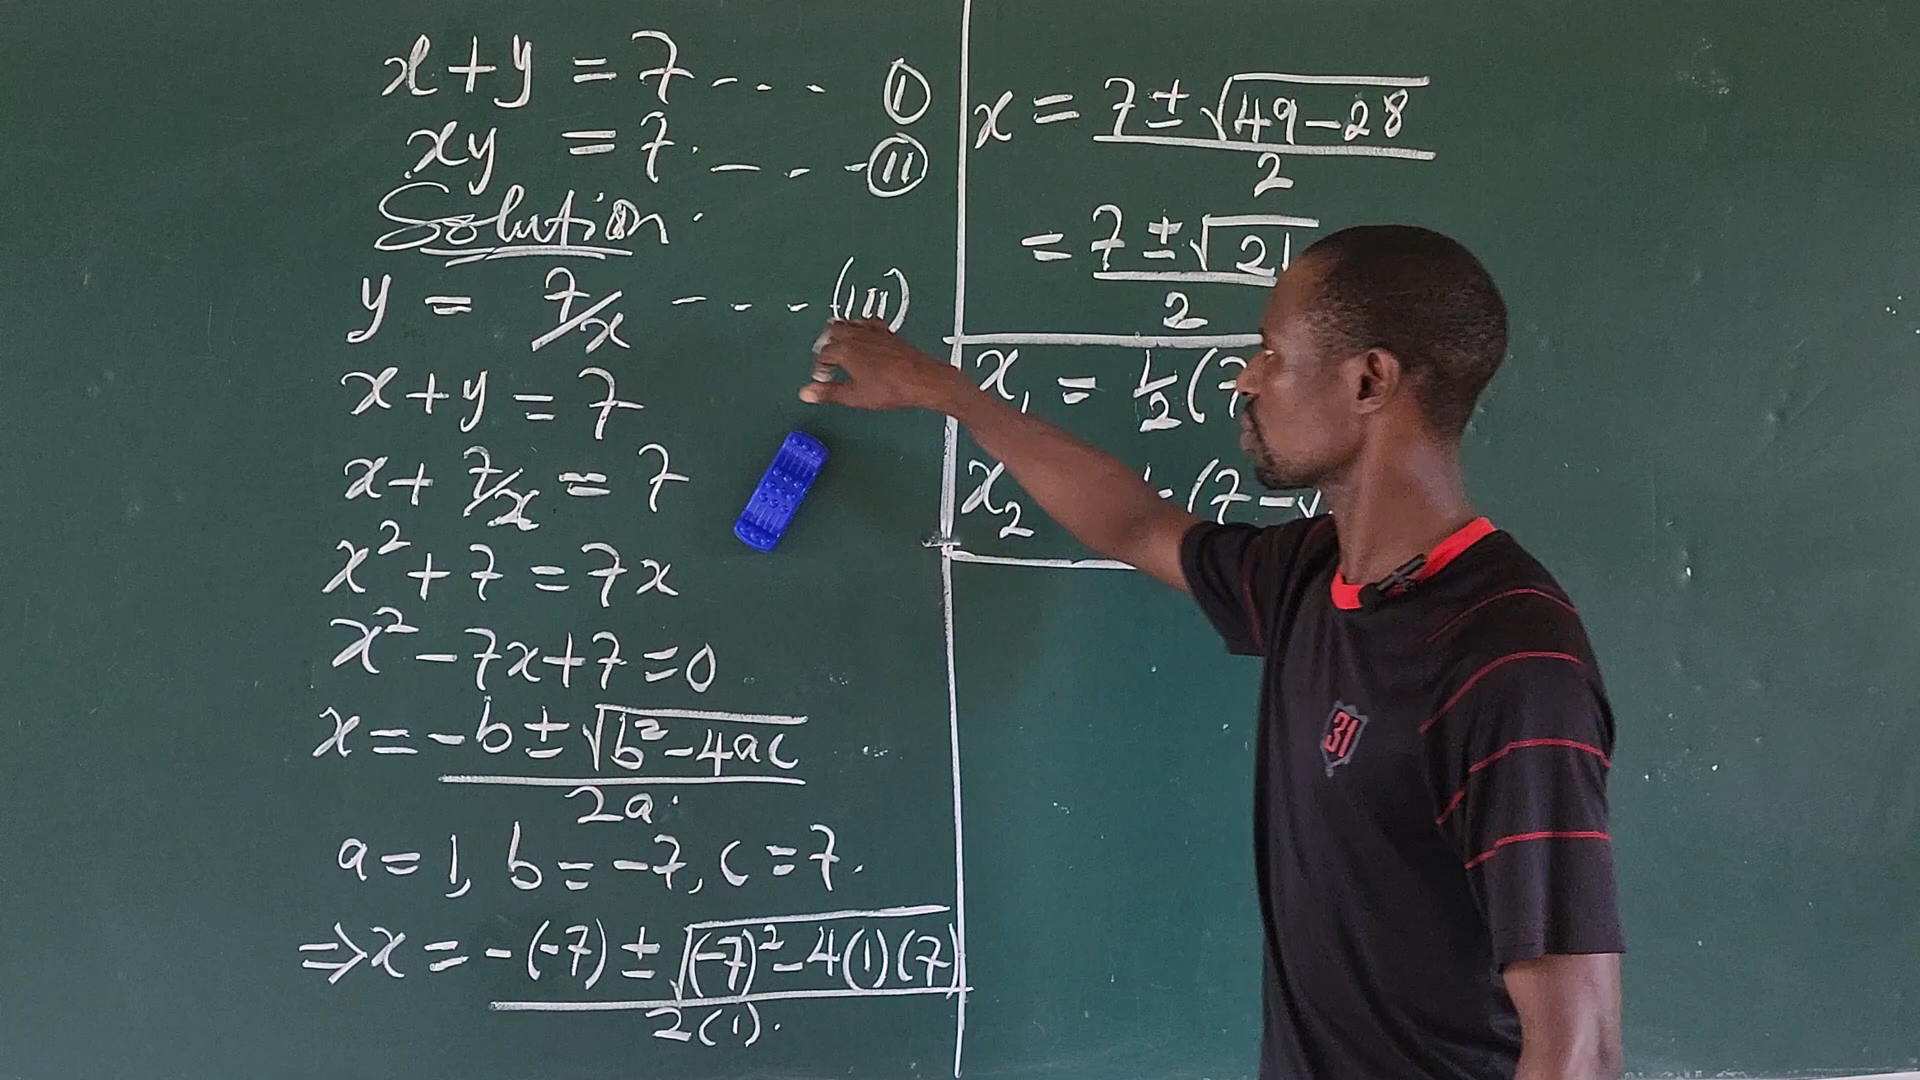 x+y = 7 --- (I)
xy = 7. --- (II)
Solution.
y = 7/x --- (III)
x+y = 7
x+ 7/x = 7
x² + 7 = 7x
x² - 7x + 7 = 0
x = -b ± √b² - 4ac
2a.
a = 1, b = -7, c = 7.
⇒ x = -(-7) ± √(-7)² - 4(1)(7)
2(1).
x = 7 ± √49-28
2
= 7 ± √21
2
x₁ = 1/2 (7
x₂ (7 - √
31